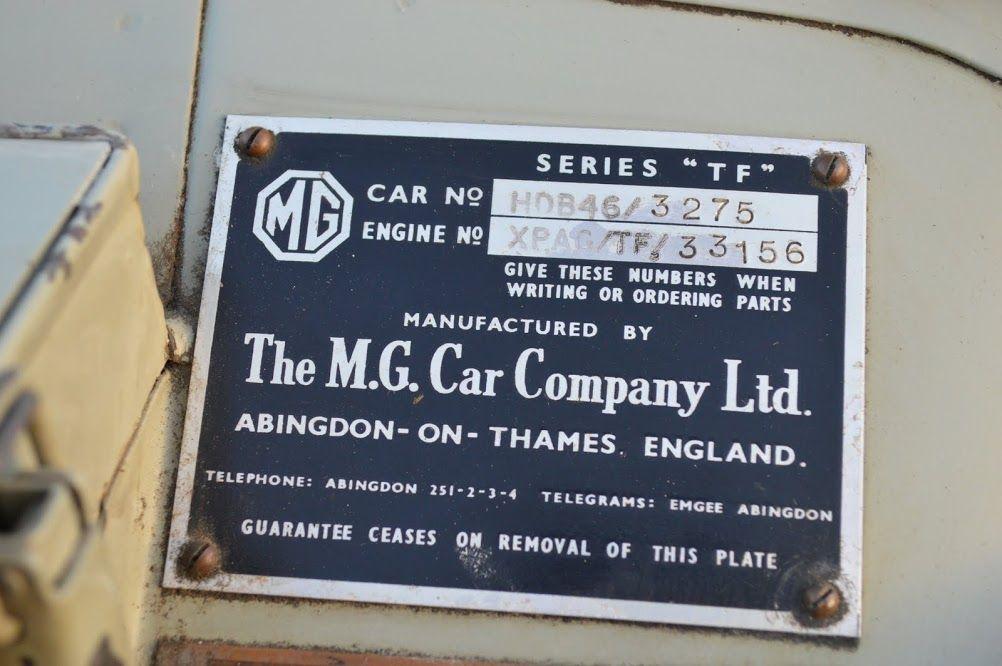 SERIES "TF"
MG
CAR Nº HDB46/3275
ENGINE Nº XPAG/TF/33156
GIVE THESE NUMBERS WHEN
WRITING OR ORDERING PARTS
MANUFACTURED BY
The M.G. Car Company Ltd.
ABINGDON-ON-THAMES, ENGLAND.
TELEPHONE: ABINGDON 251-2-3-4 TELEGRAMS: EMGEE ABINGDON
GUARANTEE CEASES ON REMOVAL OF THIS PLATE